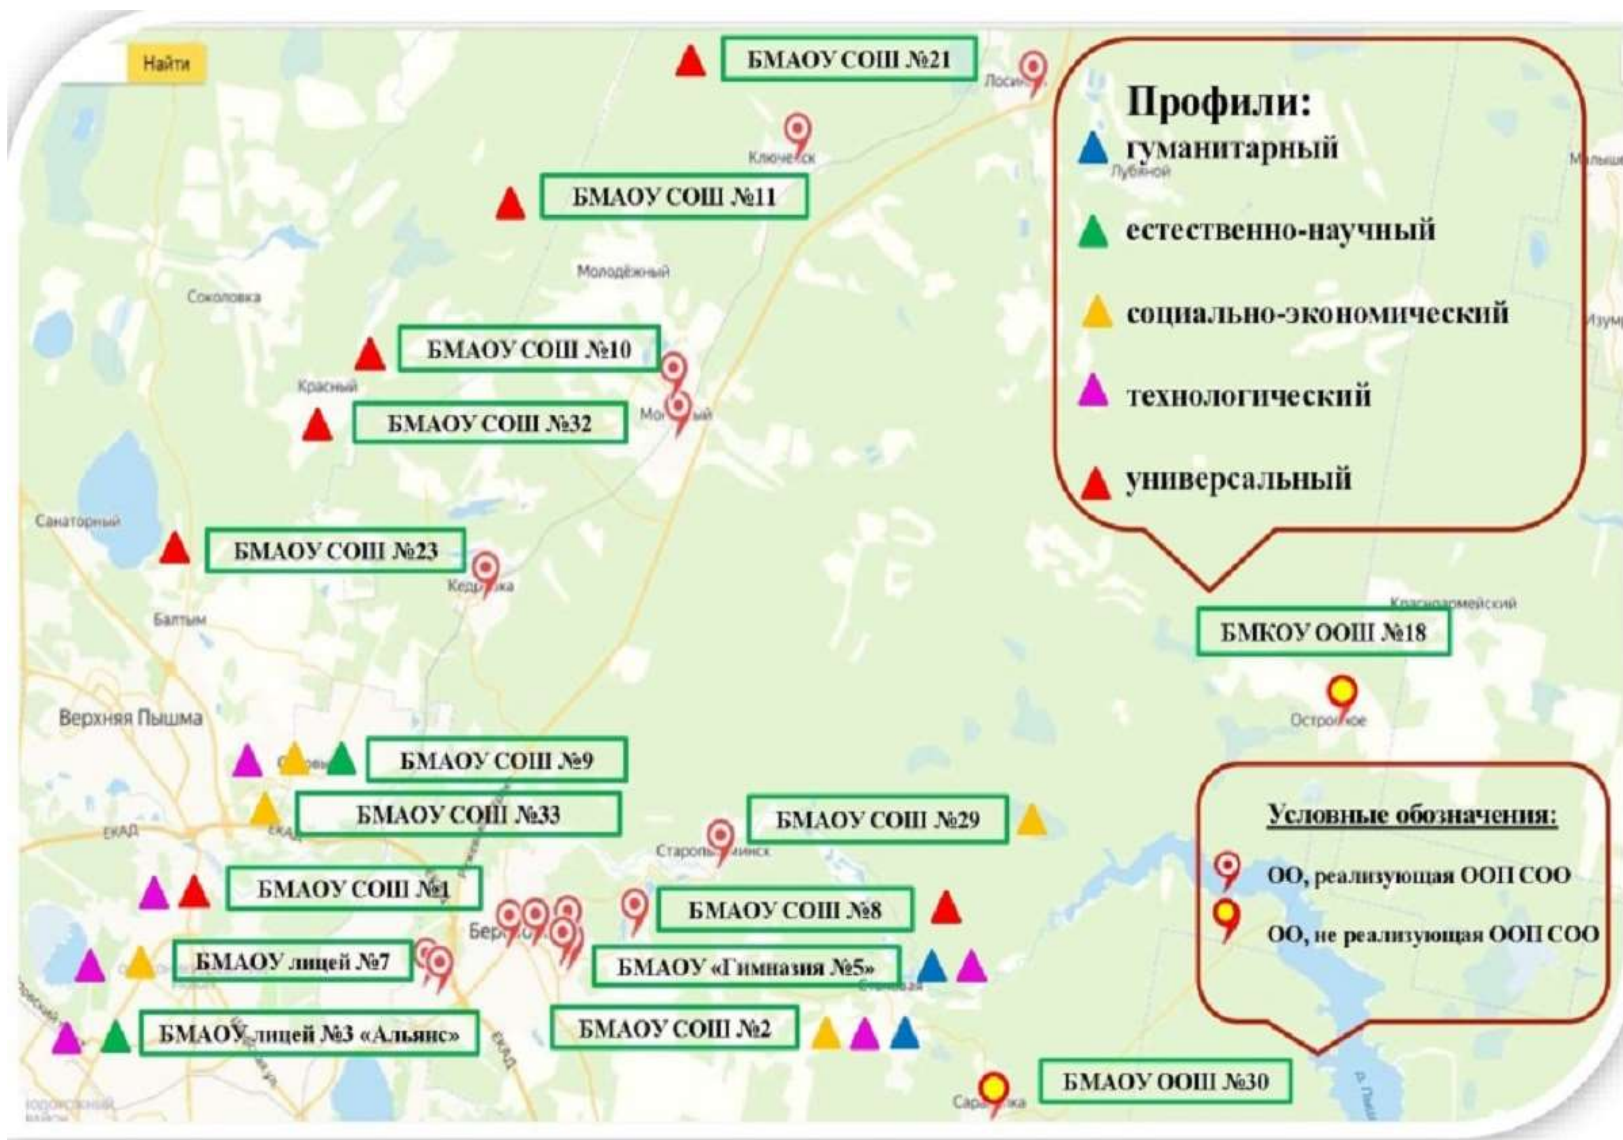 Найти
БМАОУ СОШ №21
Ключевск
Профили:
гуманитарный
Лубяной
БМАОУ СОШ №11
естественно-научный
Молодёжный
Соколовка
социально-экономический
БМАОУ СОШ №10
Красный
технологический
БМАОУ СОШ №32
универсальный
Санаторный
БМАОУ СОШ №23
Балтым
Красноармейский
БМКОУ ООШ №18
Верхняя Пышма
БМАОУ СОШ №9
БМАОУ СОШ №33
ЕКАД
ЕКАД
БМАОУ СОШ №29
Условные обозначения:
ОО, реализующая ООП СОО
ОО, не реализующая ООП СОО
БМАОУ СОШ №1
БМАОУ СОШ №8
БМАОУ лицей №7
БМАОУ «Гимназия №5»
БМАОУ лицей №3 «Альянс»
БМАОУ СОШ №2
ЕКАД
БМАОУ ООШ №30